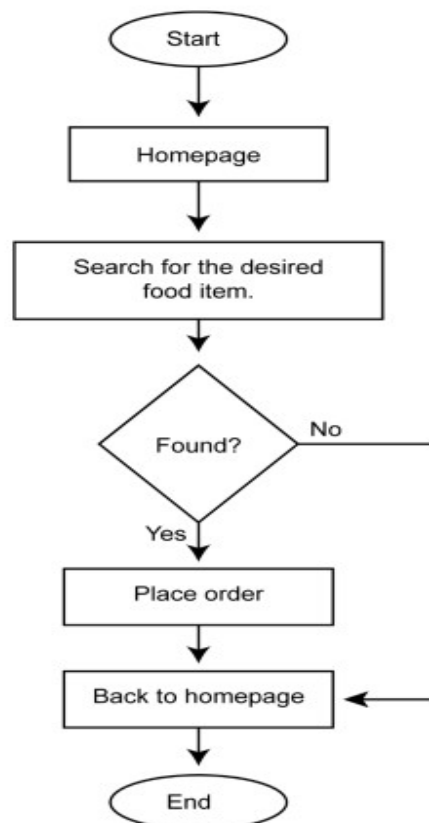 Start
Homepage
Search for the desired
food item.
Found?
No
Yes
Place order
Back to homepage
End